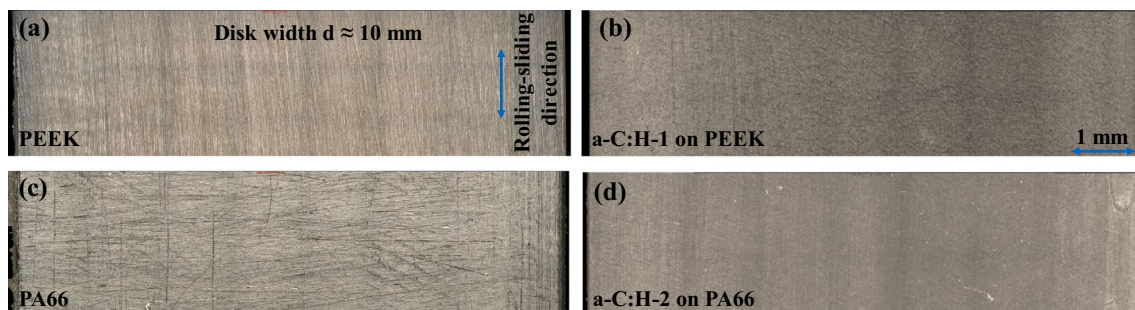 (a)
Disk width d ≈ 10 mm
Rolling-sliding
direction
PEEK
(b)
a-C:H-1 on PEEK
1 mm
(c)
PA66
(d)
a-C:H-2 on PA66